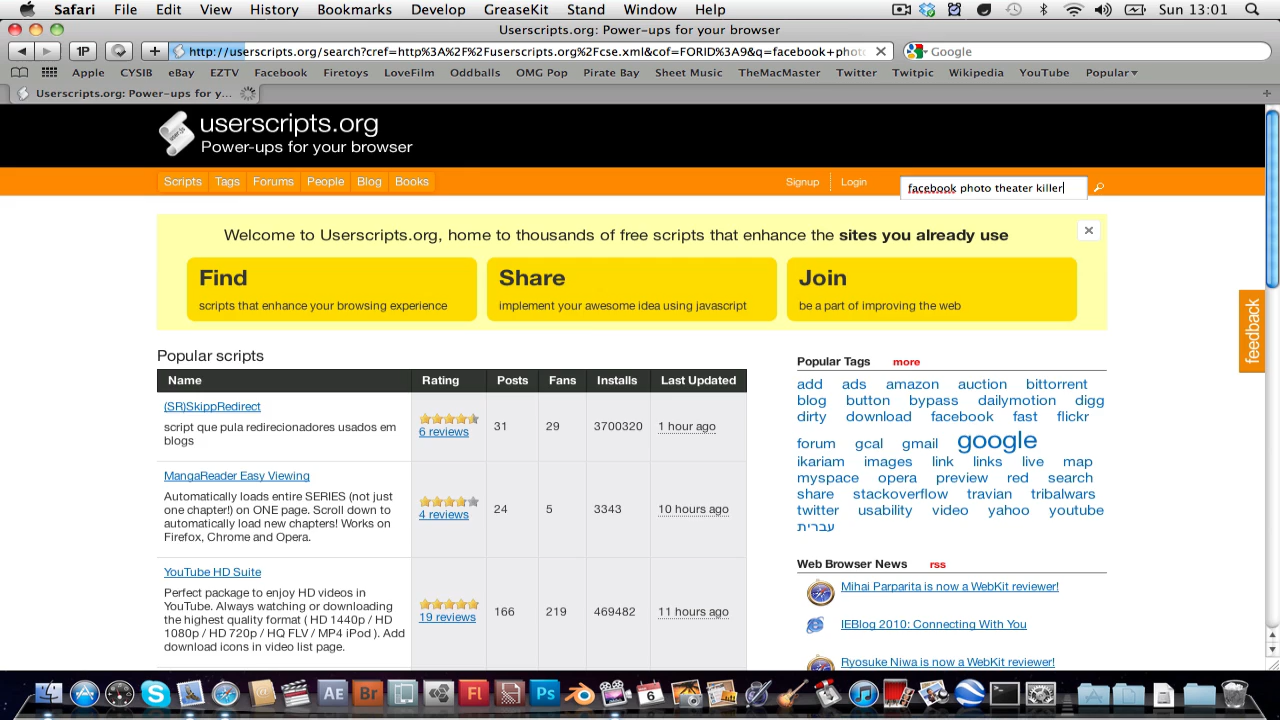 Safari File Edit View History Bookmarks Develop GreaseKit Stand Window Help Sun 13:01
Userscripts.org: Power-ups for your browser
1P http://userscripts.org/search?cref=http%3A%2F%2Fuserscripts.org%2Fcse.xml&cof=FORID%3A9&q=facebook+phot Google
Apple CYSIB eBay EZTV Facebook Firetoys LoveFilm Oddballs OMG Pop Pirate Bay Sheet Music TheMacMaster Twitter Twitpic Wikipedia YouTube Popular
Userscripts.org: Power-ups for y...
userscripts.org
Power-ups for your browser
Scripts Tags Forums People Blog Books Signup Login facebook photo theater killer
Welcome to Userscripts.org, home to thousands of free scripts that enhance the sites you already use
Find
scripts that enhance your browsing experience
Share
implement your awesome idea using javascript
Join
be a part of improving the web
feedback
Popular scripts
Name Rating Posts Fans Installs Last Updated
(SR)SkippRedirect
script que pula redirecionadores usados em
blogs
6 reviews 31 29 3700320 1 hour ago
MangaReader Easy Viewing
Automatically loads entire SERIES (not just
one chapter!) on ONE page. Scroll down to
automatically load new chapters! Works on
Firefox, Chrome and Opera.
4 reviews 24 5 3343 10 hours ago
YouTube HD Suite
Perfect package to enjoy HD videos in
YouTube. Always watching or downloading
the highest quality format ( HD 1440p / HD
1080p / HD 720p / HQ FLV / MP4 iPod ). Add
download icons in video list page.
19 reviews 166 219 469482 11 hours ago
Popular Tags more
add ads amazon auction bittorrent
blog button bypass dailymotion digg
dirty download facebook fast flickr
forum gcal gmail google
ikariam images link links live map
myspace opera preview red search
share stackoverflow travian tribalwars
twitter usability video yahoo youtube
עברית
Web Browser News rss
Mihai Parparita is now a WebKit reviewer!
IEBlog 2010: Connecting With You
Ryosuke Niwa is now a WebKit reviewer!
AE Br Fl Ps 6